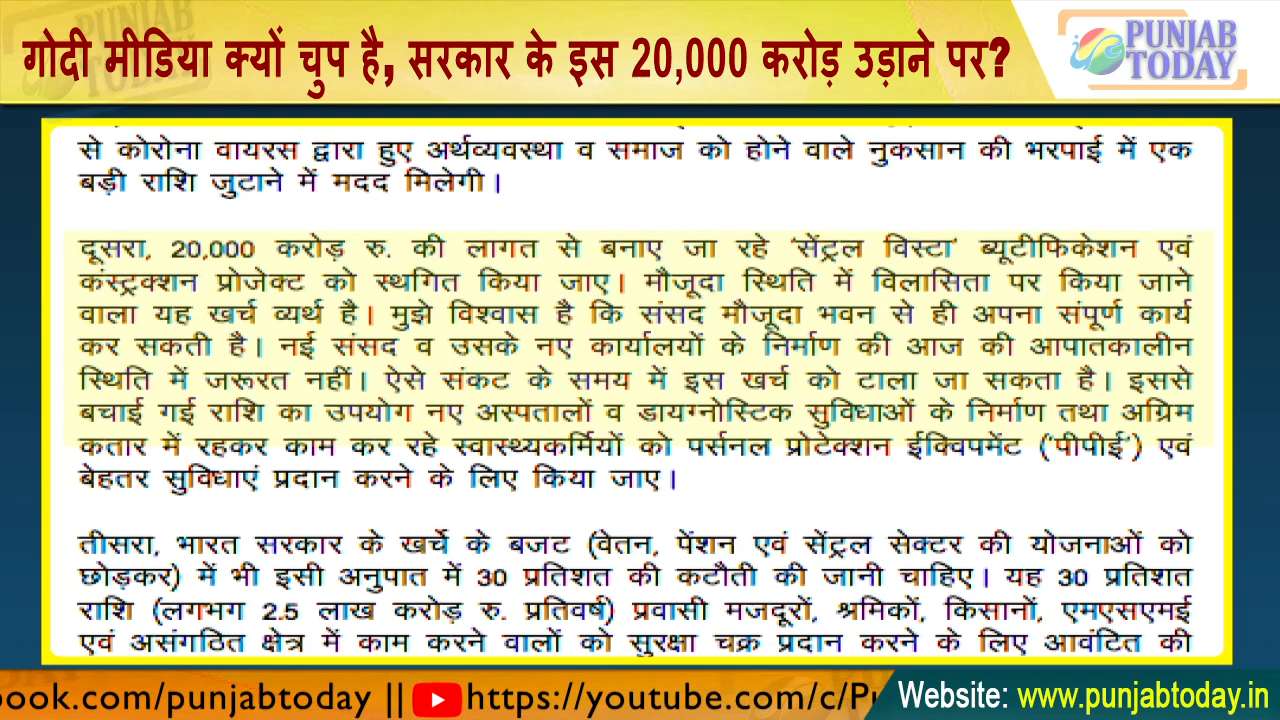 गोदी मीडिया क्यों चुप है, सरकार के इस 20,000 करोड़ उड़ाने पर?
PUNJAB
TODAY
से कोरोना वायरस द्वारा हुए अर्थव्यवस्था व समाज को होने वाले नुकसान की भरपाई में एक
बड़ी राशि जुटाने में मदद मिलेगी।
दूसरा, 20,000 करोड़ रु. की लागत से बनाए जा रहे 'सेंट्रल विस्टा' ब्यूटीफिकेशन एवं
कंस्ट्रक्शन प्रोजेक्ट को स्थगित किया जाए। मौजूदा स्थिति में विलासिता पर किया जाने
वाला यह खर्च व्यर्थ है। मुझे विश्वास है कि संसद मौजूदा भवन से ही अपना संपूर्ण कार्य
कर सकती है। नई संसद व उसके नए कार्यालयों के निर्माण की आज की आपातकालीन
स्थिति में जरूरत नहीं। ऐसे संकट के समय में इस खर्च को टाला जा सकता है। इससे
बचाई गई राशि का उपयोग नए अस्पतालों व डायग्नोस्टिक सुविधाओं के निर्माण तथा अग्रिम
कतार में रहकर काम कर रहे स्वास्थ्यकर्मियों को पर्सनल प्रोटेक्शन ईक्विपमेंट ('पीपीई') एवं
बेहतर सुविधाएं प्रदान करने के लिए किया जाए।
तीसरा, भारत सरकार के खर्चे के बजट (वेतन, पेंशन एवं सेंट्रल सेक्टर की योजनाओं को
छोड़कर) में भी इसी अनुपात में 30 प्रतिशत की कटौती की जानी चाहिए। यह 30 प्रतिशत
राशि (लगभग 2.5 लाख करोड़ रु. प्रतिवर्ष) प्रवासी मजदूरों, श्रमिकों, किसानों, एमएसएमई
एवं असंगठित क्षेत्र में काम करने वालों को सुरक्षा चक्र प्रदान करने के लिए आवंटित की
book.com/punjabtoday || https://youtube.com/c/Pu Website: www.punjabtoday.in